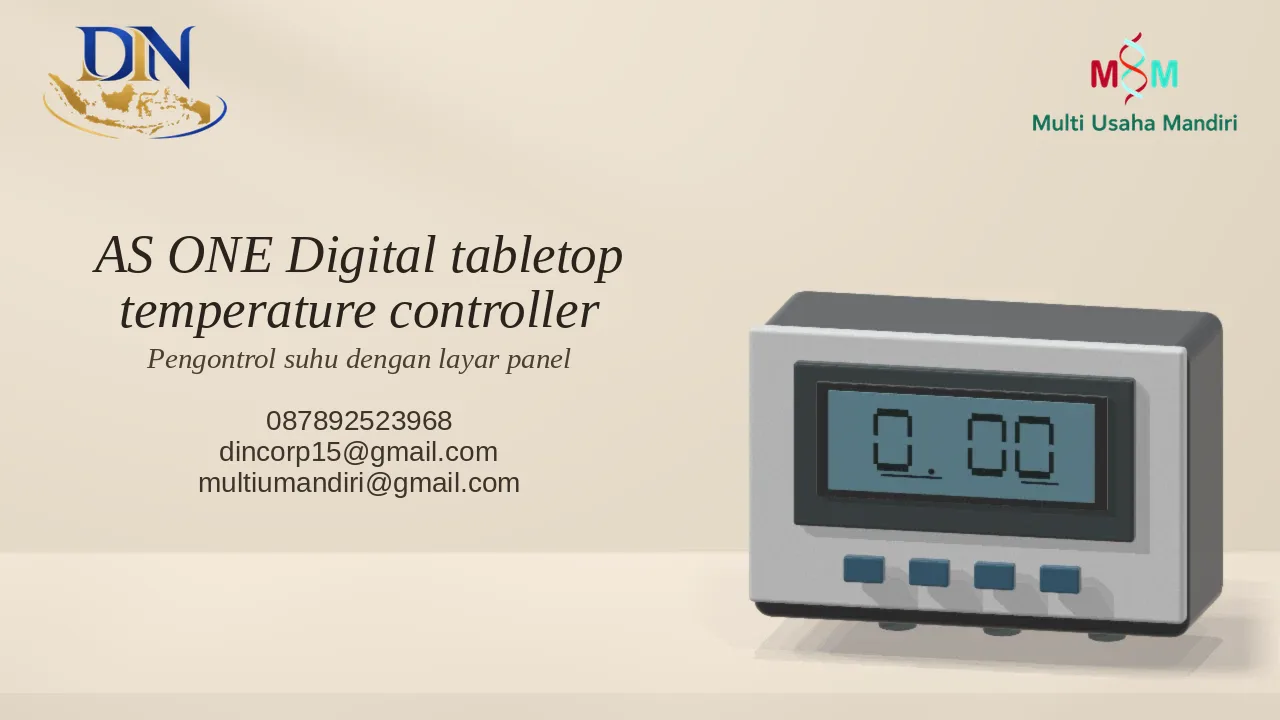 DN
M M
Multi Usaha Mandiri
AS ONE Digital tabletop
temperature controller
Pengontrol suhu dengan layar panel
087892523968
dincorp15@gmail.com
multiumandiri@gmail.com
0.00